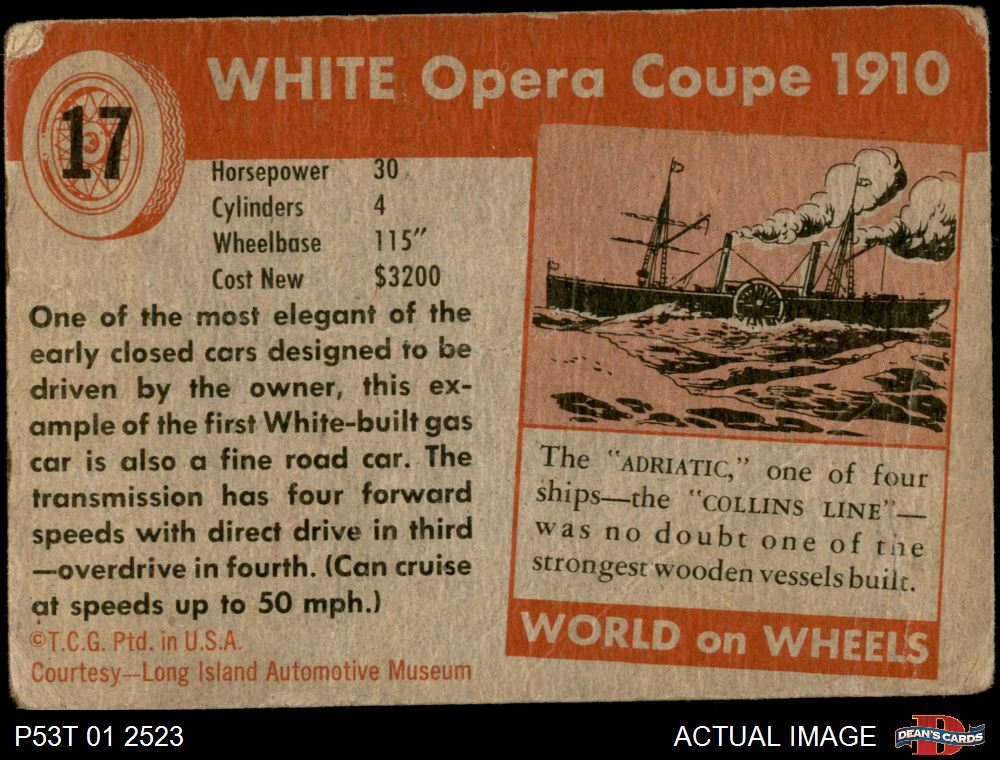 17
WHITE Opera Coupe 1910
Horsepower 30
Cylinders 4
Wheelbase 115″
Cost New $3200
One of the most elegant of the
early closed cars designed to be
driven by the owner, this ex-
ample of the first White-built gas
car is also a fine road car. The
transmission has four forward
speeds with direct drive in third
—overdrive in fourth. (Can cruise
at speeds up to 50 mph.)
©T.C.G. Ptd. in U.S.A.
Courtesy—Long Island Automotive Museum
The "ADRIATIC," one of four
ships—the "COLLINS LINE"—
was no doubt one of the
strongest wooden vessels built.
WORLD on WHEELS
P53T 01 2523
ACTUAL IMAGE
D
DEAN'S CARDS